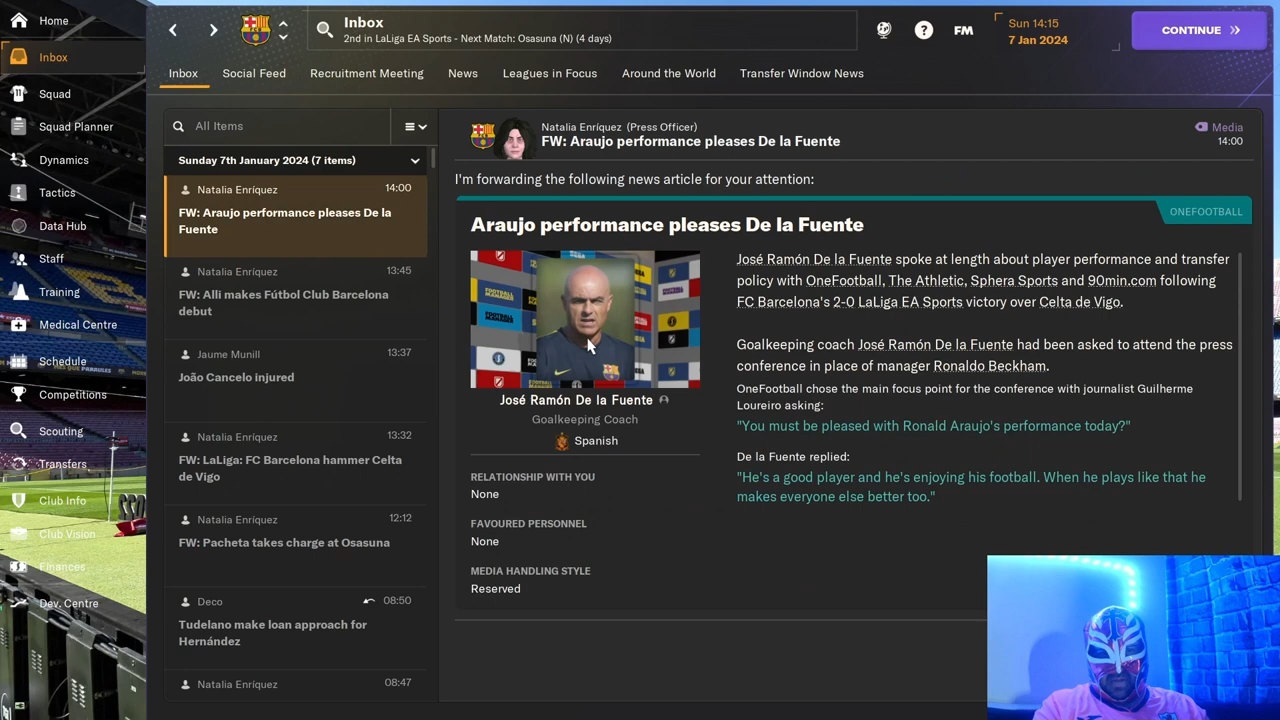 Home
Inbox
Squad
Squad Planner
Dynamics
Tactics
Data Hub
Staff
Training
Medical Centre
Schedule
Competitions
Scouting
Transfers
Club Info
Club Vision
Finances
Dev. Centre
Inbox
2nd in LaLiga EA Sports - Next Match: Osasuna (N) (4 days)
?
FM
Sun 14:15
7 Jan 2024
CONTINUE
Inbox
Social Feed
Recruitment Meeting
News
Leagues in Focus
Around the World
Transfer Window News
All Items
Sunday 7th January 2024 (7 items)
Natalia Enríquez 14:00
FW: Araujo performance pleases De la
Fuente
Natalia Enríquez 13:45
FW: Alli makes Fútbol Club Barcelona
debut
Jaume Munill 13:37
João Cancelo injured
Natalia Enríquez 13:32
FW: LaLiga: FC Barcelona hammer Celta
de Vigo
Natalia Enríquez 12:12
FW: Pacheta takes charge at Osasuna
Deco 08:50
Tudelano make loan approach for
Hernández
Natalia Enríquez 08:47
Natalia Enríquez (Press Officer)
FW: Araujo performance pleases De la Fuente
Media
14:00
I'm forwarding the following news article for your attention:
ONEFOOTBALL
Araujo performance pleases De la Fuente
José Ramón De la Fuente
Goalkeeping Coach
Spanish
RELATIONSHIP WITH YOU
None
FAVOURED PERSONNEL
None
MEDIA HANDLING STYLE
Reserved
José Ramón De la Fuente spoke at length about player performance and transfer
policy with OneFootball, The Athletic, Sphera Sports and 90min.com following
FC Barcelona's 2-0 LaLiga EA Sports victory over Celta de Vigo.
Goalkeeping coach José Ramón De la Fuente had been asked to attend the press
conference in place of manager Ronaldo Beckham.
OneFootball chose the main focus point for the conference with journalist Guilherme
Loureiro asking:
"You must be pleased with Ronald Araujo's performance today?"
De la Fuente replied:
"He's a good player and he's enjoying his football. When he plays like that he
makes everyone else better too."